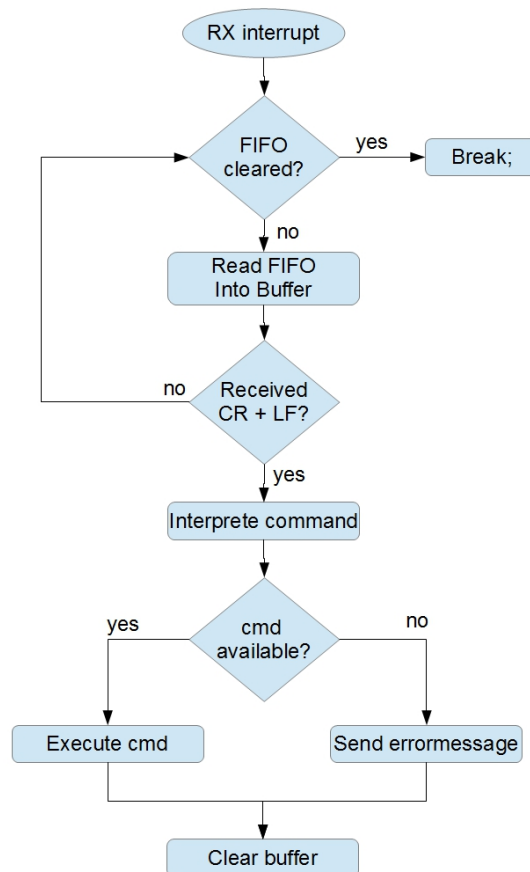 RX interrupt
FIFO
cleared?
yes
Break;
no
Read FIFO
Into Buffer
no
Received
CR + LF?
yes
Interprete command
yes
cmd
available?
no
Execute cmd
Send errormessage
Clear buffer